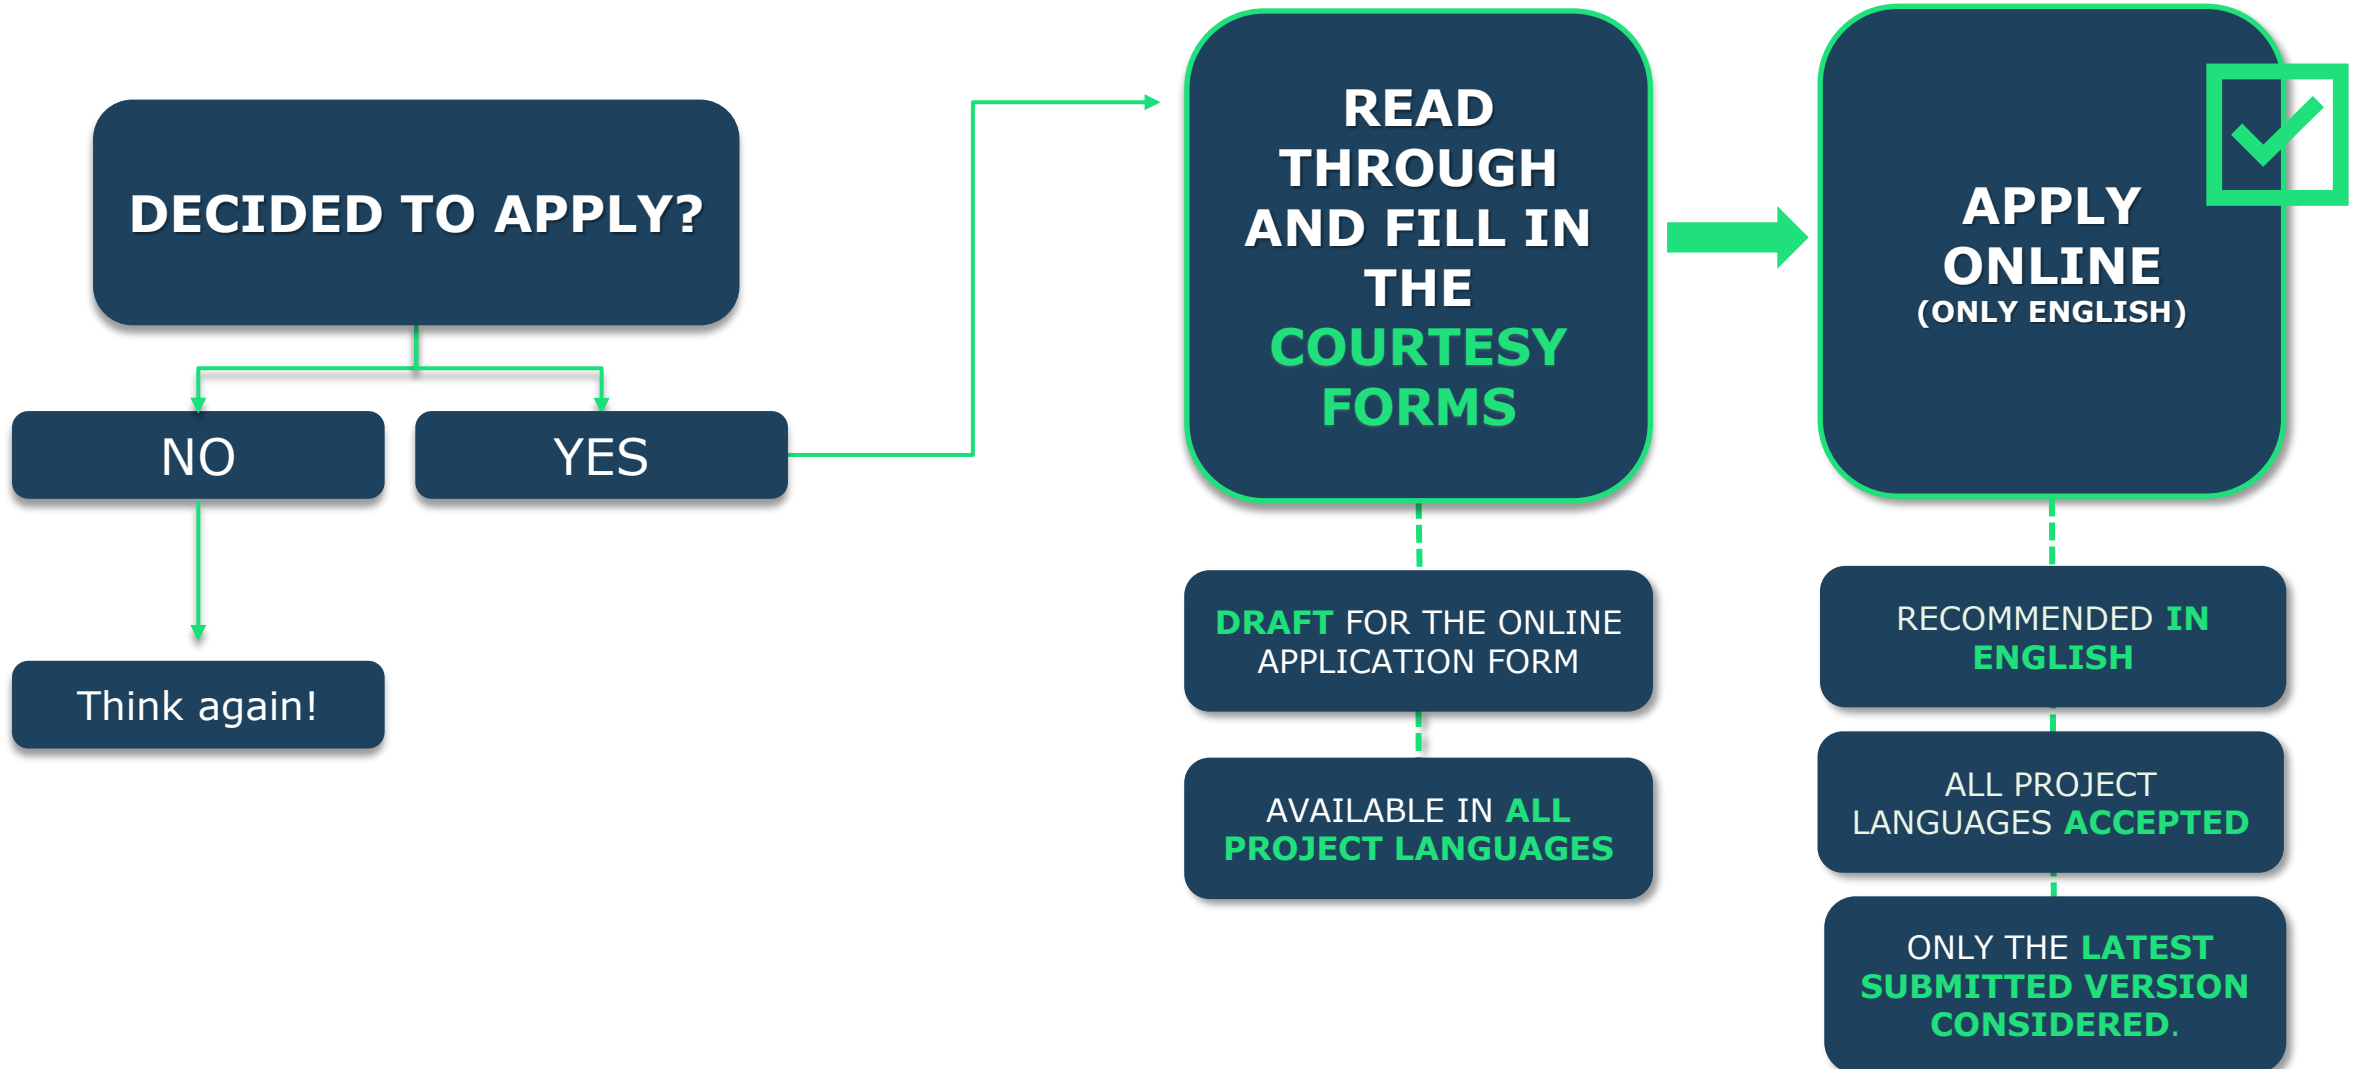 DECIDED TO APPLY?
NO
YES
Think again!
READ
THROUGH
AND FILL IN
THE
COURTESY
FORMS
DRAFT FOR THE ONLINE
APPLICATION FORM
AVAILABLE IN ALL
PROJECT LANGUAGES
APPLY
ONLINE
(ONLY ENGLISH)
RECOMMENDED IN
ENGLISH
ALL PROJECT
LANGUAGES ACCEPTED
ONLY THE LATEST
SUBMITTED VERSION
CONSIDERED.